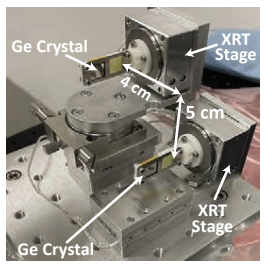 Ge Crystal
XRT
Stage
4 cm
5 cm
XRT
Stage
Ge Crystal